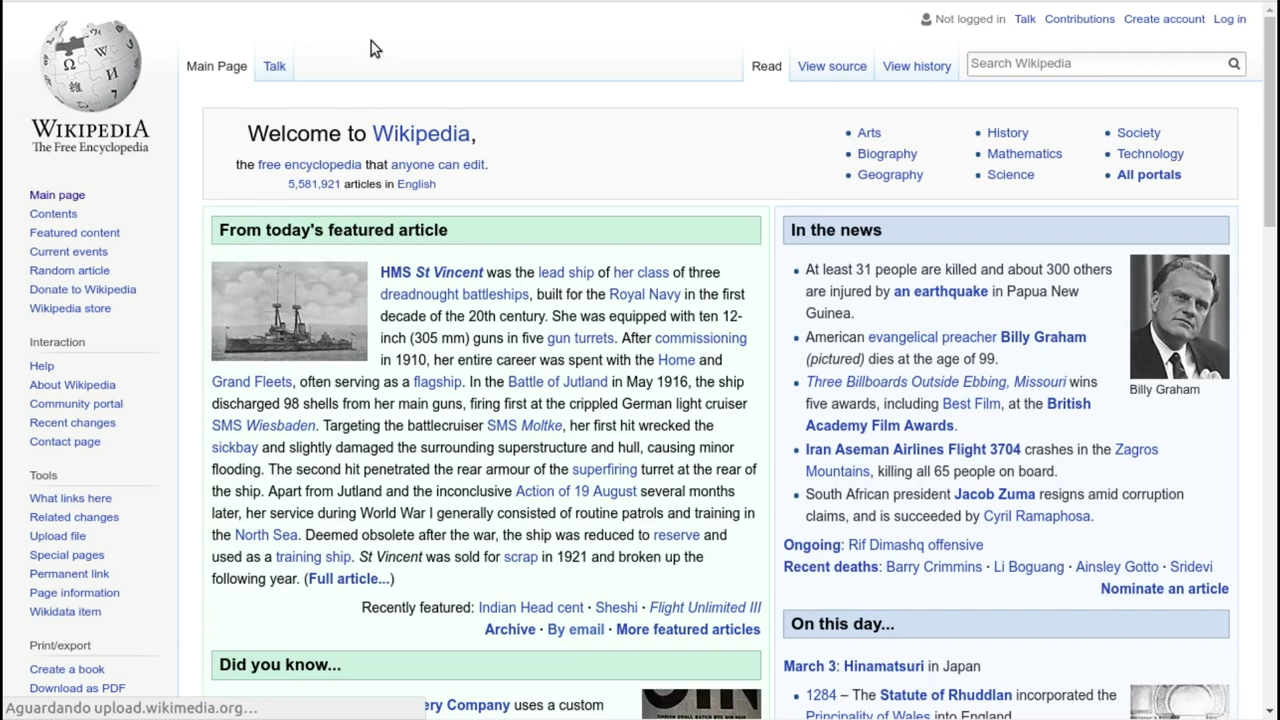 Not logged in Talk Contributions Create account Log in
Main Page Talk Read View source View history Search Wikipedia
WIKIPEDIA
The Free Encyclopedia
Main page
Contents
Featured content
Current events
Random article
Donate to Wikipedia
Wikipedia store
Interaction
Help
About Wikipedia
Community portal
Recent changes
Contact page
Tools
What links here
Related changes
Upload file
Special pages
Permanent link
Page information
Wikidata item
Print/export
Create a book
Download as PDF
Welcome to Wikipedia,
the free encyclopedia that anyone can edit.
5,581,921 articles in English
• Arts
• Biography
• Geography
• History
• Mathematics
• Science
• Society
• Technology
• All portals
From today's featured article
HMS St Vincent was the lead ship of her class of three
dreadnought battleships, built for the Royal Navy in the first
decade of the 20th century. She was equipped with ten 12-
inch (305 mm) guns in five gun turrets. After commissioning
in 1910, her entire career was spent with the Home and
Grand Fleets, often serving as a flagship. In the Battle of Jutland in May 1916, the ship
discharged 98 shells from her main guns, firing first at the crippled German light cruiser
SMS Wiesbaden. Targeting the battlecruiser SMS Moltke, her first hit wrecked the
sickbay and slightly damaged the surrounding superstructure and hull, causing minor
flooding. The second hit penetrated the rear armour of the superfiring turret at the rear of
the ship. Apart from Jutland and the inconclusive Action of 19 August several months
later, her service during World War I generally consisted of routine patrols and training in
the North Sea. Deemed obsolete after the war, the ship was reduced to reserve and
used as a training ship. St Vincent was sold for scrap in 1921 and broken up the
following year. (Full article...)
Recently featured: Indian Head cent · Sheshi · Flight Unlimited III
Archive · By email · More featured articles
Did you know...
ery Company uses a custom
In the news
• At least 31 people are killed and about 300 others
are injured by an earthquake in Papua New
Guinea.
• American evangelical preacher Billy Graham
(pictured) dies at the age of 99.
• Three Billboards Outside Ebbing, Missouri wins
five awards, including Best Film, at the British
Academy Film Awards.
• Iran Aseman Airlines Flight 3704 crashes in the Zagros
Mountains, killing all 65 people on board.
• South African president Jacob Zuma resigns amid corruption
claims, and is succeeded by Cyril Ramaphosa.
Billy Graham
Ongoing: Rif Dimashq offensive
Recent deaths: Barry Crimmins · Li Boguang · Ainsley Gotto · Sridevi
Nominate an article
On this day...
March 3: Hinamatsuri in Japan
• 1284 – The Statute of Rhuddlan incorporated the
Principality of Wales into England
Aguardando upload.wikimedia.org...